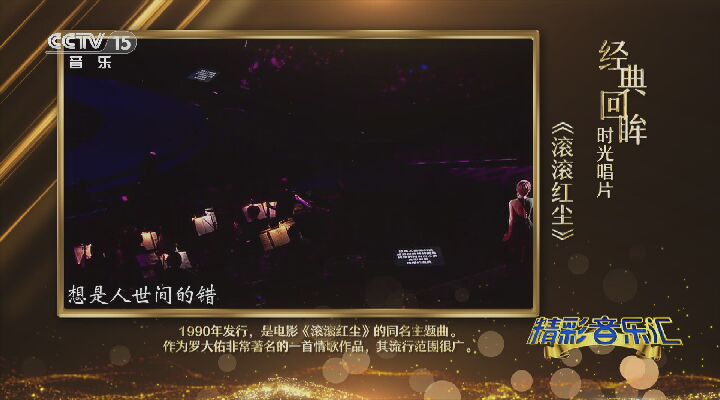 CCTV 15
音乐
经典回眸
时光唱片
《滚滚红尘》
想是人世间的错
1990年发行，是电影《滚滚红尘》的同名主题曲。
作为罗大佑非常著名的一首情歌作品，其流行范围很广。
精彩音乐汇